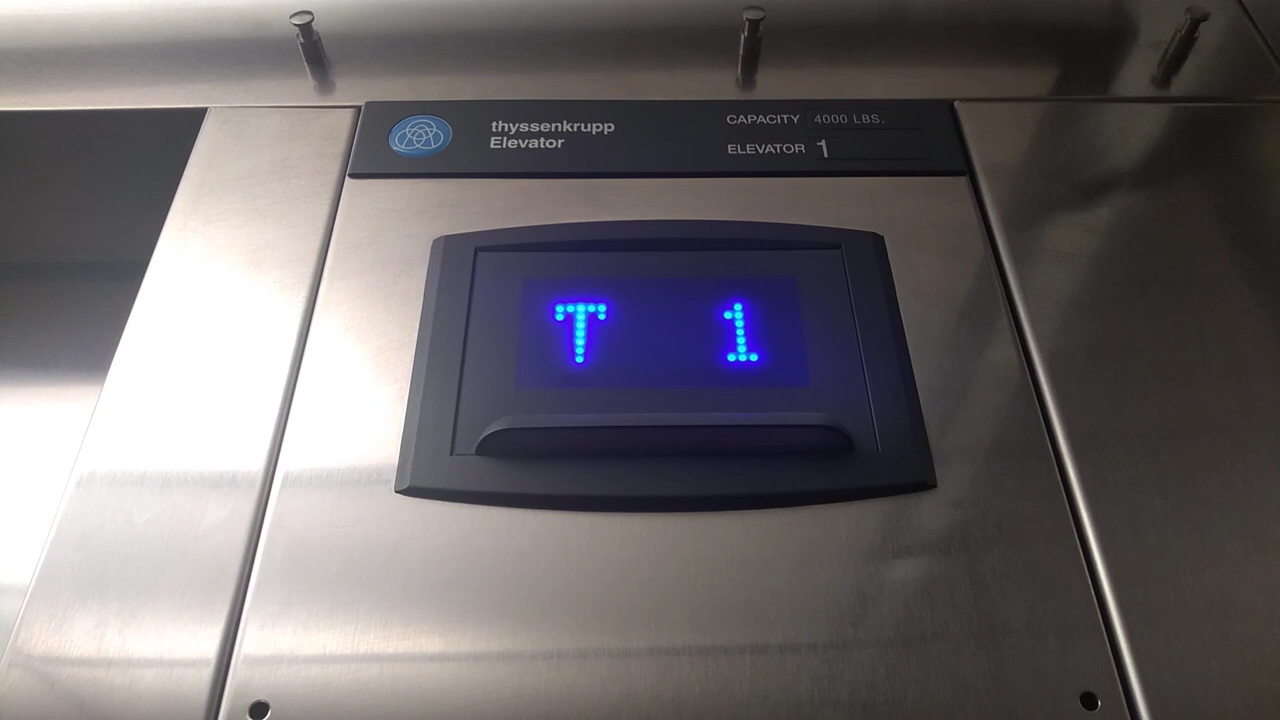 thyssenkrupp
Elevator
CAPACITY 4000 LBS.
ELEVATOR 1
T 1